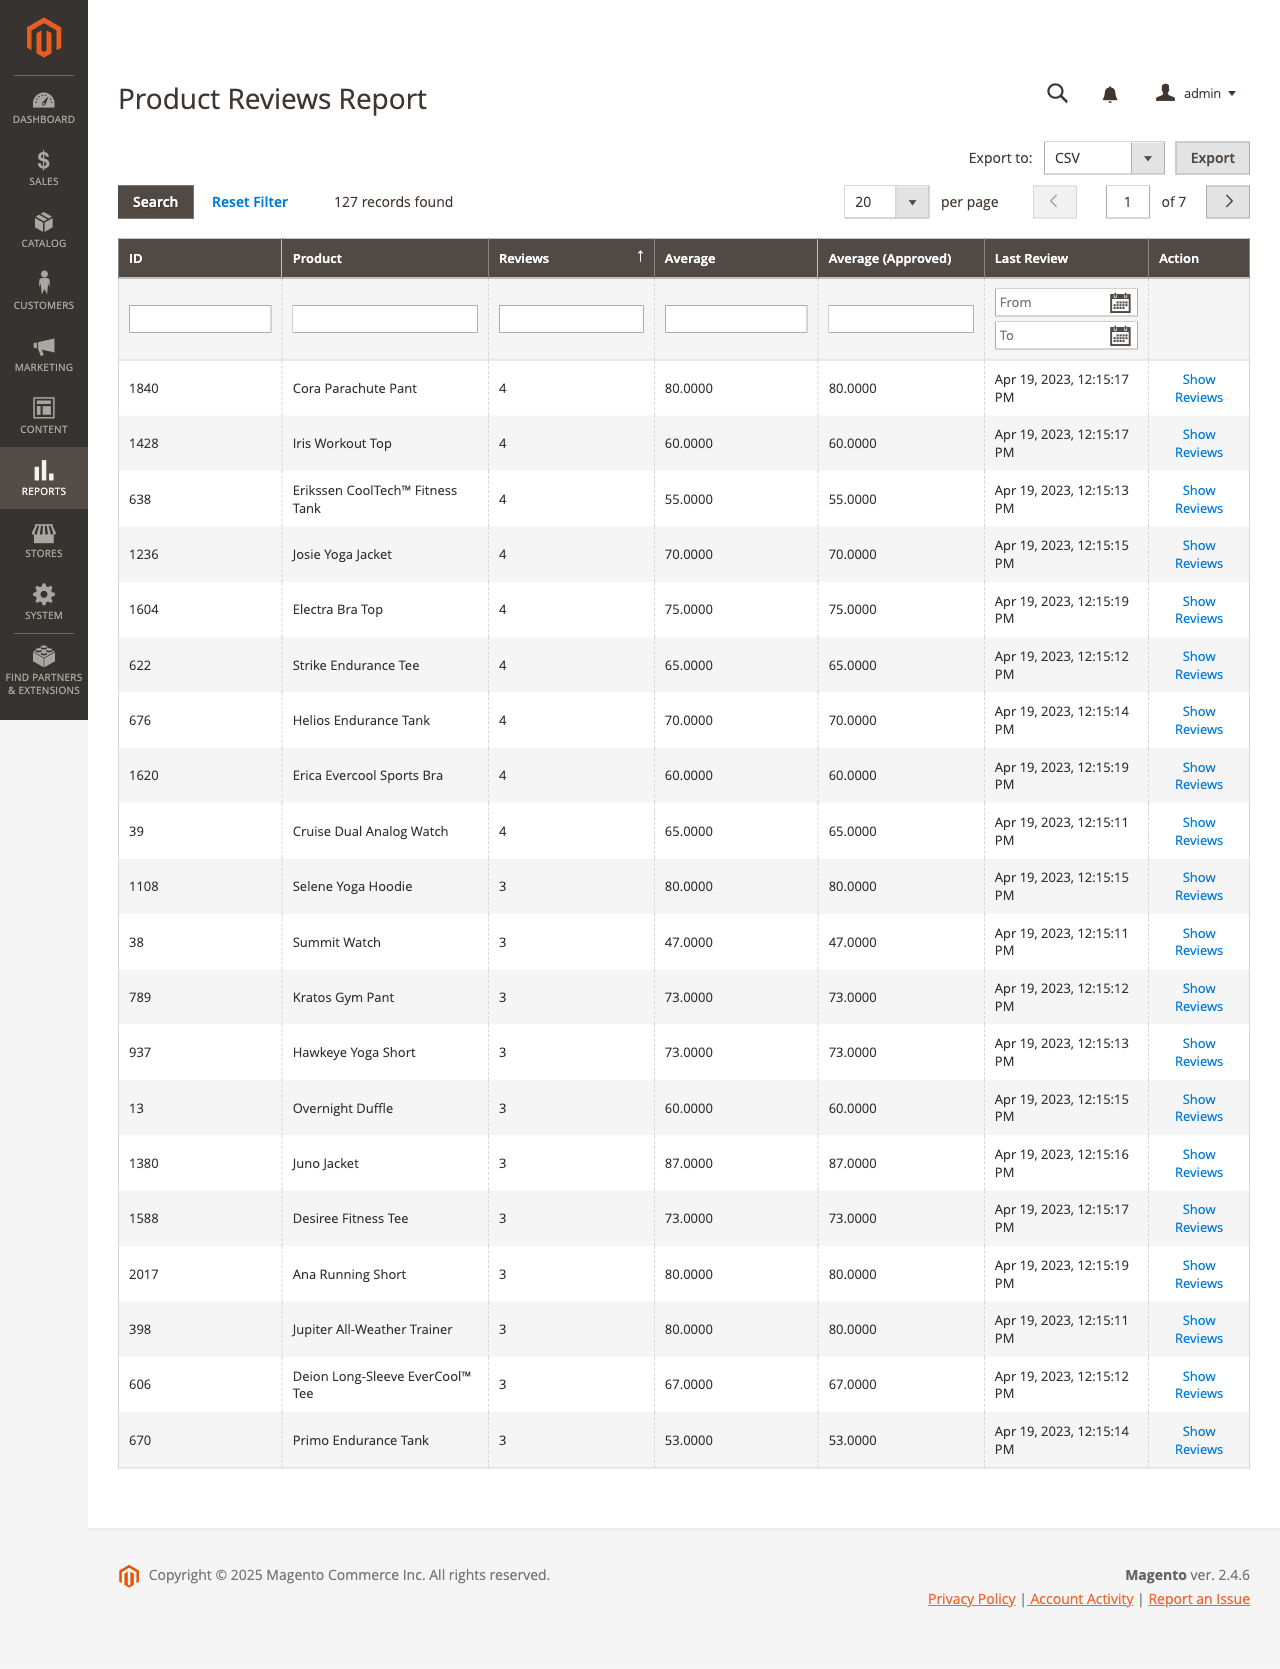 Product Reviews Report
admin
DASHBOARD
SALES
CATALOG
CUSTOMERS
MARKETING
CONTENT
REPORTS
STORES
SYSTEM
FIND PARTNERS
& EXTENSIONS
Export to: CSV Export
Search Reset Filter 127 records found 20 per page 1 of 7
ID Product Reviews ↑ Average Average (Approved) Last Review Action
From
To
1840 Cora Parachute Pant 4 80.0000 80.0000 Apr 19, 2023, 12:15:17 PM Show Reviews
1428 Iris Workout Top 4 60.0000 60.0000 Apr 19, 2023, 12:15:17 PM Show Reviews
638 Erikssen CoolTech™ Fitness Tank 4 55.0000 55.0000 Apr 19, 2023, 12:15:13 PM Show Reviews
1236 Josie Yoga Jacket 4 70.0000 70.0000 Apr 19, 2023, 12:15:15 PM Show Reviews
1604 Electra Bra Top 4 75.0000 75.0000 Apr 19, 2023, 12:15:19 PM Show Reviews
622 Strike Endurance Tee 4 65.0000 65.0000 Apr 19, 2023, 12:15:12 PM Show Reviews
676 Helios Endurance Tank 4 70.0000 70.0000 Apr 19, 2023, 12:15:14 PM Show Reviews
1620 Erica Evercool Sports Bra 4 60.0000 60.0000 Apr 19, 2023, 12:15:19 PM Show Reviews
39 Cruise Dual Analog Watch 4 65.0000 65.0000 Apr 19, 2023, 12:15:11 PM Show Reviews
1108 Selene Yoga Hoodie 3 80.0000 80.0000 Apr 19, 2023, 12:15:15 PM Show Reviews
38 Summit Watch 3 47.0000 47.0000 Apr 19, 2023, 12:15:11 PM Show Reviews
789 Kratos Gym Pant 3 73.0000 73.0000 Apr 19, 2023, 12:15:12 PM Show Reviews
937 Hawkeye Yoga Short 3 73.0000 73.0000 Apr 19, 2023, 12:15:13 PM Show Reviews
13 Overnight Duffle 3 60.0000 60.0000 Apr 19, 2023, 12:15:15 PM Show Reviews
1380 Juno Jacket 3 87.0000 87.0000 Apr 19, 2023, 12:15:16 PM Show Reviews
1588 Desiree Fitness Tee 3 73.0000 73.0000 Apr 19, 2023, 12:15:17 PM Show Reviews
2017 Ana Running Short 3 80.0000 80.0000 Apr 19, 2023, 12:15:19 PM Show Reviews
398 Jupiter All-Weather Trainer 3 80.0000 80.0000 Apr 19, 2023, 12:15:11 PM Show Reviews
606 Deion Long-Sleeve EverCool™ Tee 3 67.0000 67.0000 Apr 19, 2023, 12:15:12 PM Show Reviews
670 Primo Endurance Tank 3 53.0000 53.0000 Apr 19, 2023, 12:15:14 PM Show Reviews
Copyright © 2025 Magento Commerce Inc. All rights reserved.
Magento ver. 2.4.6
Privacy Policy | Account Activity | Report an Issue